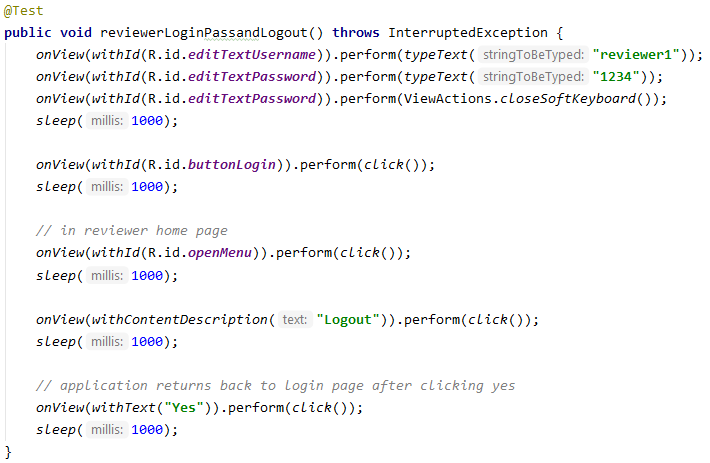 @Test
public void reviewerLoginPassandLogout() throws InterruptedException {
onView(withId(R.id.editTextUsername)).perform(typeText( stringToBeTyped: "reviewer1"));
onView(withId(R.id.editTextPassword)).perform(typeText( stringToBeTyped: "1234"));
onView(withId(R.id.editTextPassword)).perform(ViewActions.closeSoftKeyboard());
sleep( millis: 1000);
onView(withId(R.id.buttonLogin)).perform(click());
sleep( millis: 1000);
// in reviewer home page
onView(withId(R.id.openMenu)).perform(click());
sleep( millis: 1000);
onView(withContentDescription( text: "Logout")).perform(click());
sleep( millis: 1000);
// application returns back to login page after clicking yes
onView(withText("Yes")).perform(click());
sleep( millis: 1000);
}